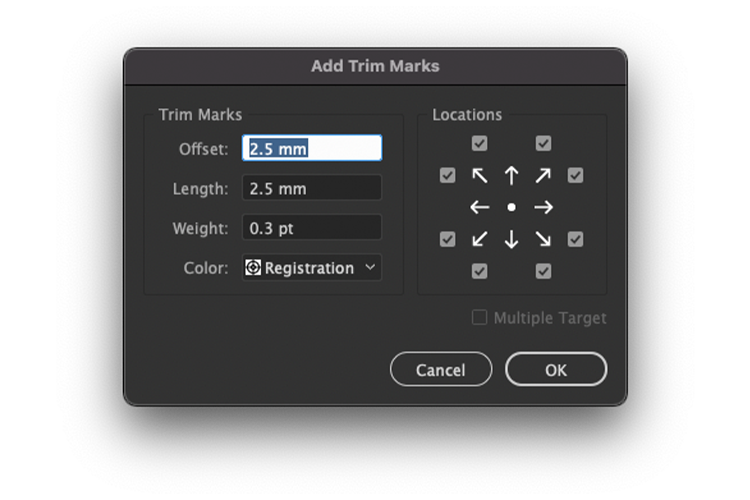 Add Trim Marks
Trim Marks
Offset: 2.5 mm
Length: 2.5 mm
Weight: 0.3 pt
Color: Registration
Locations
Multiple Target
Cancel
OK